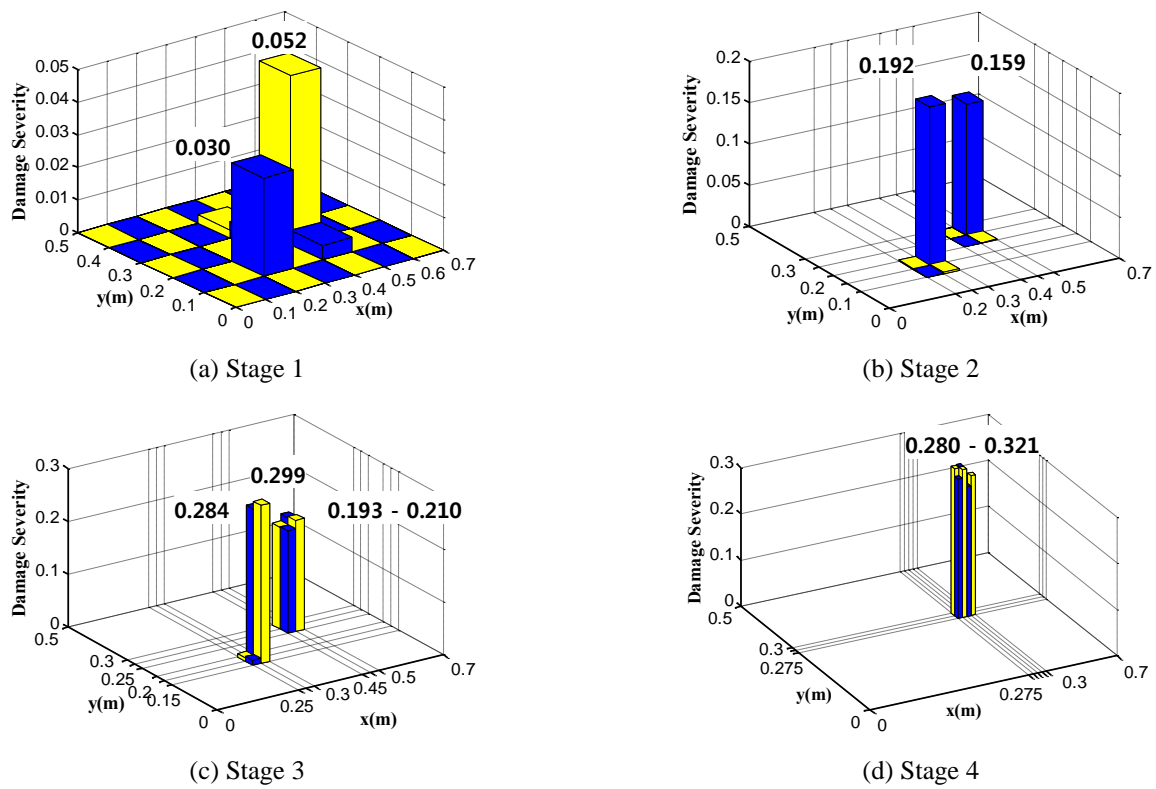 0.052
0.030
Damage Severity
0.05
0.04
0.03
0.02
0.01
0
0.5
0.4
0.3
0.2
0.1
0
y(m)
0 0.1 0.2 0.3 0.4 0.5 0.6 0.7
x(m)
(a) Stage 1
0.192 0.159
Damage Severity
0.2
0.15
0.1
0.05
0
0.5
0.3
0.2
0.1
0
y(m)
0 0.2 0.3 0.4 0.5 0.7
x(m)
(b) Stage 2
0.299
0.284 0.193 - 0.210
Damage Severity
0.3
0.2
0.1
0
0.5
0.3
0.25
0.2
0.15
0
y(m)
0 0.25 0.3 0.45 0.5 0.7
x(m)
(c) Stage 3
0.280 - 0.321
Damage Severity
0.3
0.2
0.1
0
0.5
0.3
0.275
0
y(m)
0 0.275 0.3 0.7
x(m)
(d) Stage 4